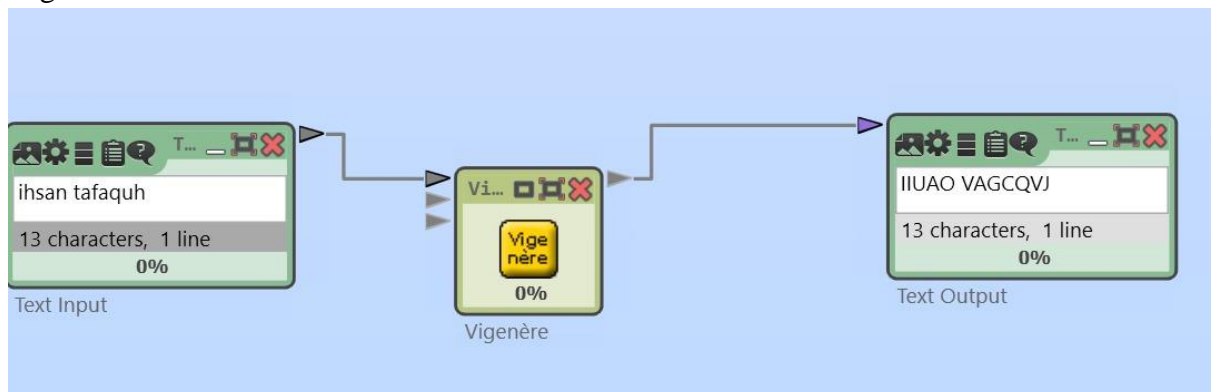 T...
ihsan tafaquh
13 characters, 1 line
0%
Text Input
Vi...
Vige
nère
0%
Vigenère
T...
IIUAO VAGCQVJ
13 characters, 1 line
0%
Text Output